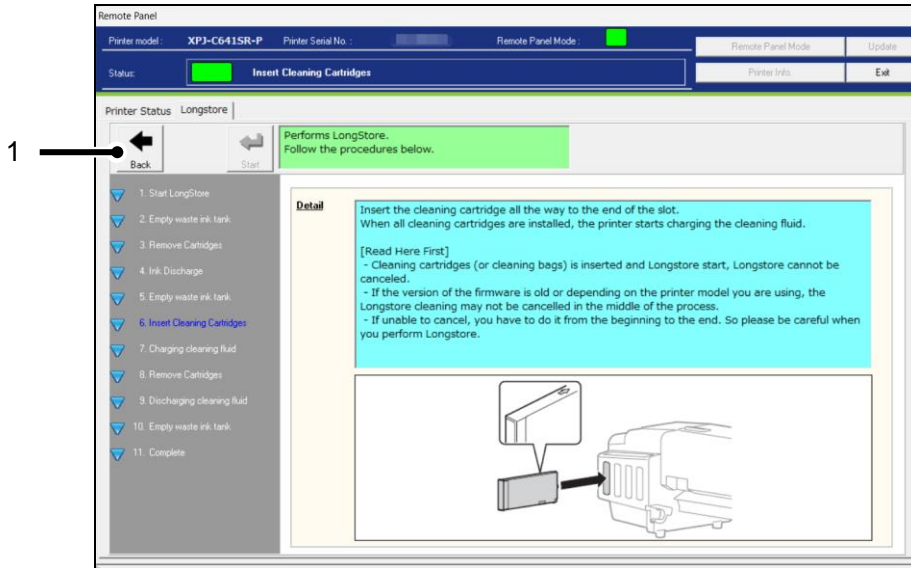 Remote Panel
Printer model : XPJ-C641SR-P Printer Serial No. : Remote Panel Mode :
Remote Panel Mode Update
Status: Insert Cleaning Cartridges
Printer Info. Exit
Printer Status Longstore
1
Back
Start
Performs LongStore.
Follow the procedures below.
1. Start LongStore
2. Empty waste ink tank
3. Remove Cartridges
4. Ink Discharge
5. Empty waste ink tank
6. Insert Cleaning Cartridges
7. Charging cleaning fluid
8. Remove Cartridges
9. Discharging cleaning fluid
10. Empty waste ink tank
11. Complete
Detail
Insert the cleaning cartridge all the way to the end of the slot.
When all cleaning cartridges are installed, the printer starts charging the cleaning fluid.
[Read Here First]
- Cleaning cartridges (or cleaning bags) is inserted and Longstore start, Longstore cannot be
canceled.
- If the version of the firmware is old or depending on the printer model you are using, the
Longstore cleaning may not be cancelled in the middle of the process.
- If unable to cancel, you have to do it from the beginning to the end. So please be careful when
you perform Longstore.